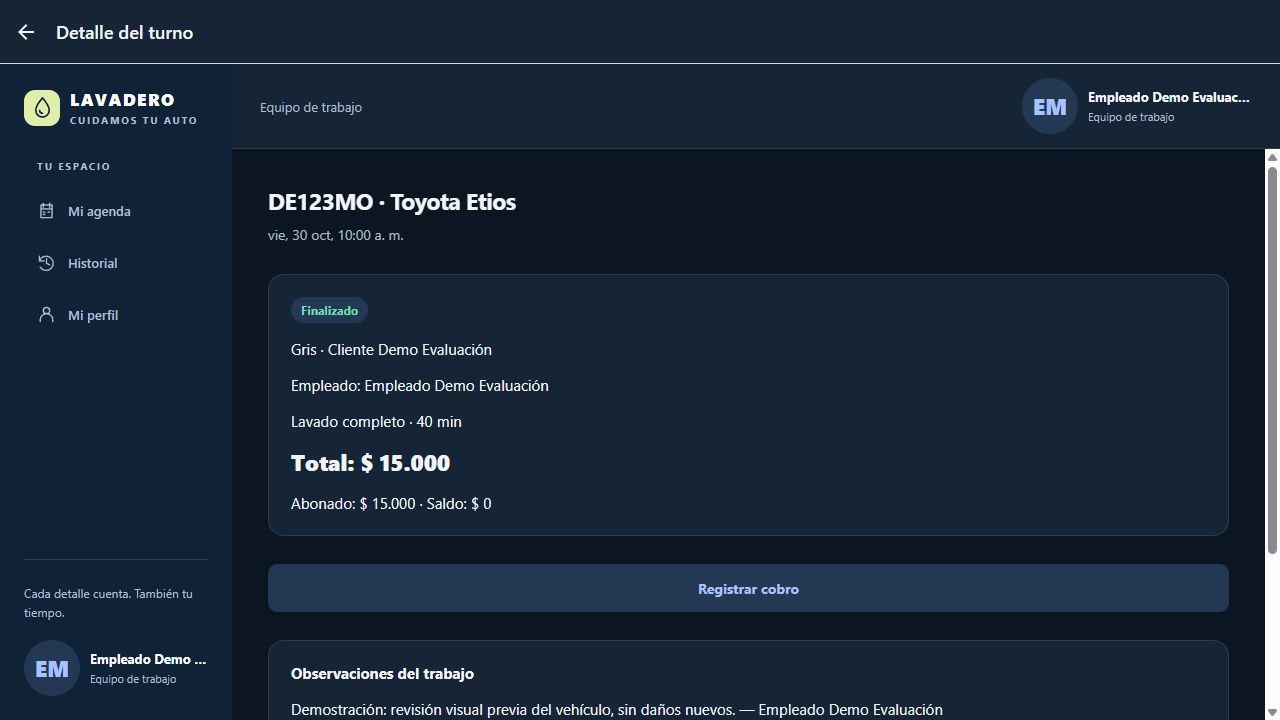 Detalle del turno
LAVADERO
CUIDAMOS TU AUTO
TU ESPACIO
Mi agenda
Historial
Mi perfil
Cada detalle cuenta. También tu
tiempo.
EM
Empleado Demo ...
Equipo de trabajo
Equipo de trabajo
EM
Empleado Demo Evaluac...
Equipo de trabajo
DE123MO · Toyota Etios
vie, 30 oct, 10:00 a. m.
Finalizado
Gris · Cliente Demo Evaluación
Empleado: Empleado Demo Evaluación
Lavado completo · 40 min
Total: $ 15.000
Abonado: $ 15.000 · Saldo: $ 0
Registrar cobro
Observaciones del trabajo
Demostración: revisión visual previa del vehículo, sin daños nuevos. — Empleado Demo Evaluación